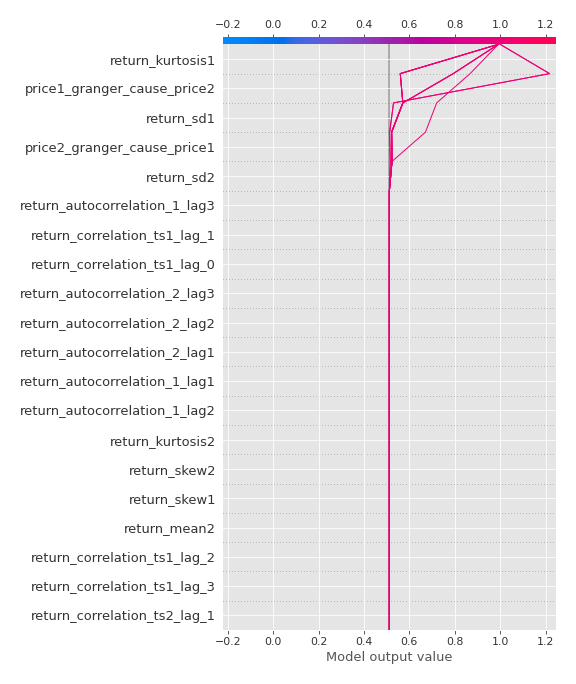 −0.2 0.0 0.2 0.4 0.6 0.8 1.0 1.2
return_kurtosis1
price1_granger_cause_price2
return_sd1
price2_granger_cause_price1
return_sd2
return_autocorrelation_1_lag3
return_correlation_ts1_lag_1
return_correlation_ts1_lag_0
return_autocorrelation_2_lag3
return_autocorrelation_2_lag2
return_autocorrelation_2_lag1
return_autocorrelation_1_lag1
return_autocorrelation_1_lag2
return_kurtosis2
return_skew2
return_skew1
return_mean2
return_correlation_ts1_lag_2
return_correlation_ts1_lag_3
return_correlation_ts2_lag_1
−0.2 0.0 0.2 0.4 0.6 0.8 1.0 1.2
Model output value